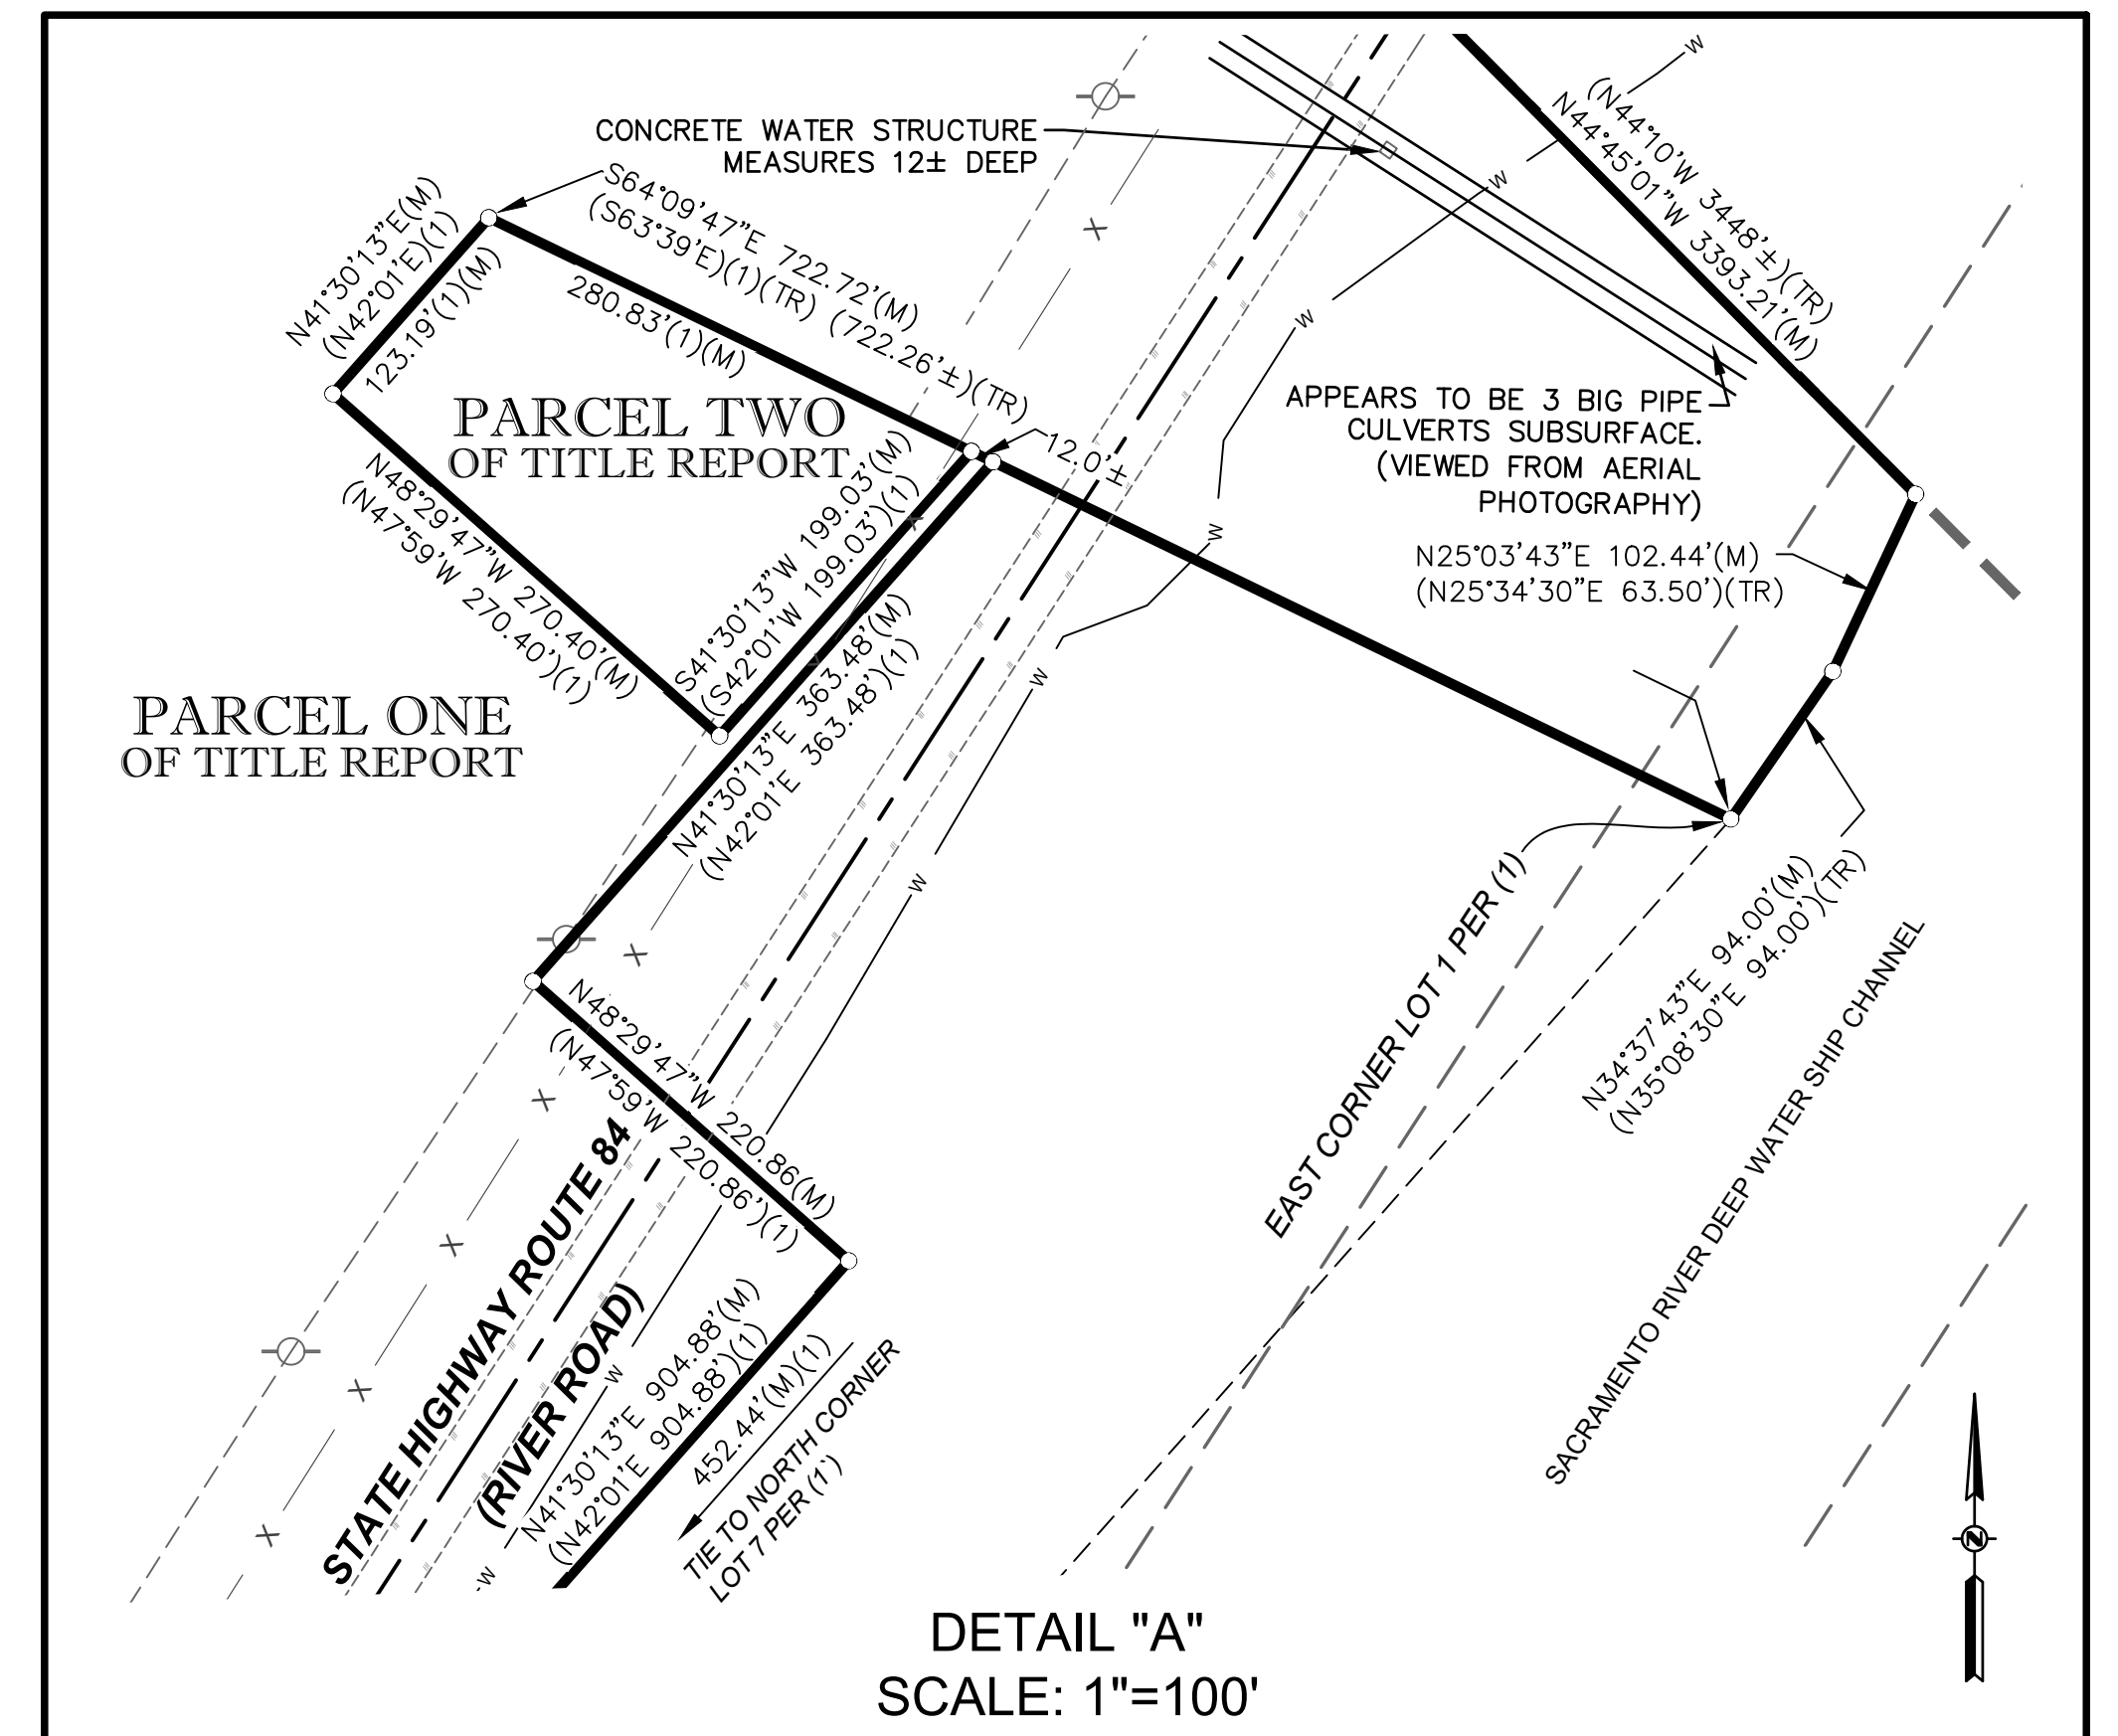 CONCRETE WATER STRUCTURE
MEASURES 12± DEEP
S64°09'47"E 722.72'(M)
(S63°39'E)(1)(TR) (722.26'±)(TR)
280.83'(1)(M)
N41°30'13"E(M)
(N42°01'E)(1)
123.19'(1)(M)
PARCEL TWO
OF TITLE REPORT
N48°29'47"W 270.40'(M)
(N47°59'W 270.40')(1)
S41°30'13"W 199.03'(M)
(S42°01'W 199.03')(1)
12.0'±
N41°30'13"E 363.48'(M)
(N42°01'E 363.48')(1)
PARCEL ONE
OF TITLE REPORT
(N44°10'W 3448'±)(TR)
N44°45'01"W 3393.21'(M)
APPEARS TO BE 3 BIG PIPE
CULVERTS SUBSURFACE.
(VIEWED FROM AERIAL
PHOTOGRAPHY)
N25°03'43"E 102.44'(M)
(N25°34'30"E 63.50')(TR)
EAST CORNER LOT 1 PER (1)
N34°37'43"E 94.00'(M)
(N35°08'30"E 94.00')(TR)
SACRAMENTO RIVER DEEP WATER SHIP CHANNEL
N48°29'47"W 220.86(M)
(N47°59'W 220.86')(1)
STATE HIGHWAY ROUTE 84
(RIVER ROAD)
N41°30'13"E 904.88'(M)
(N42°01'E 904.88')(1)
452.44'(M)(1)
TIE TO NORTH CORNER
LOT 7 PER (1`)
W
W
W
W
W
W
W
W
W
X
X
X
X
X
X
X
N
DETAIL "A"
SCALE: 1"=100'